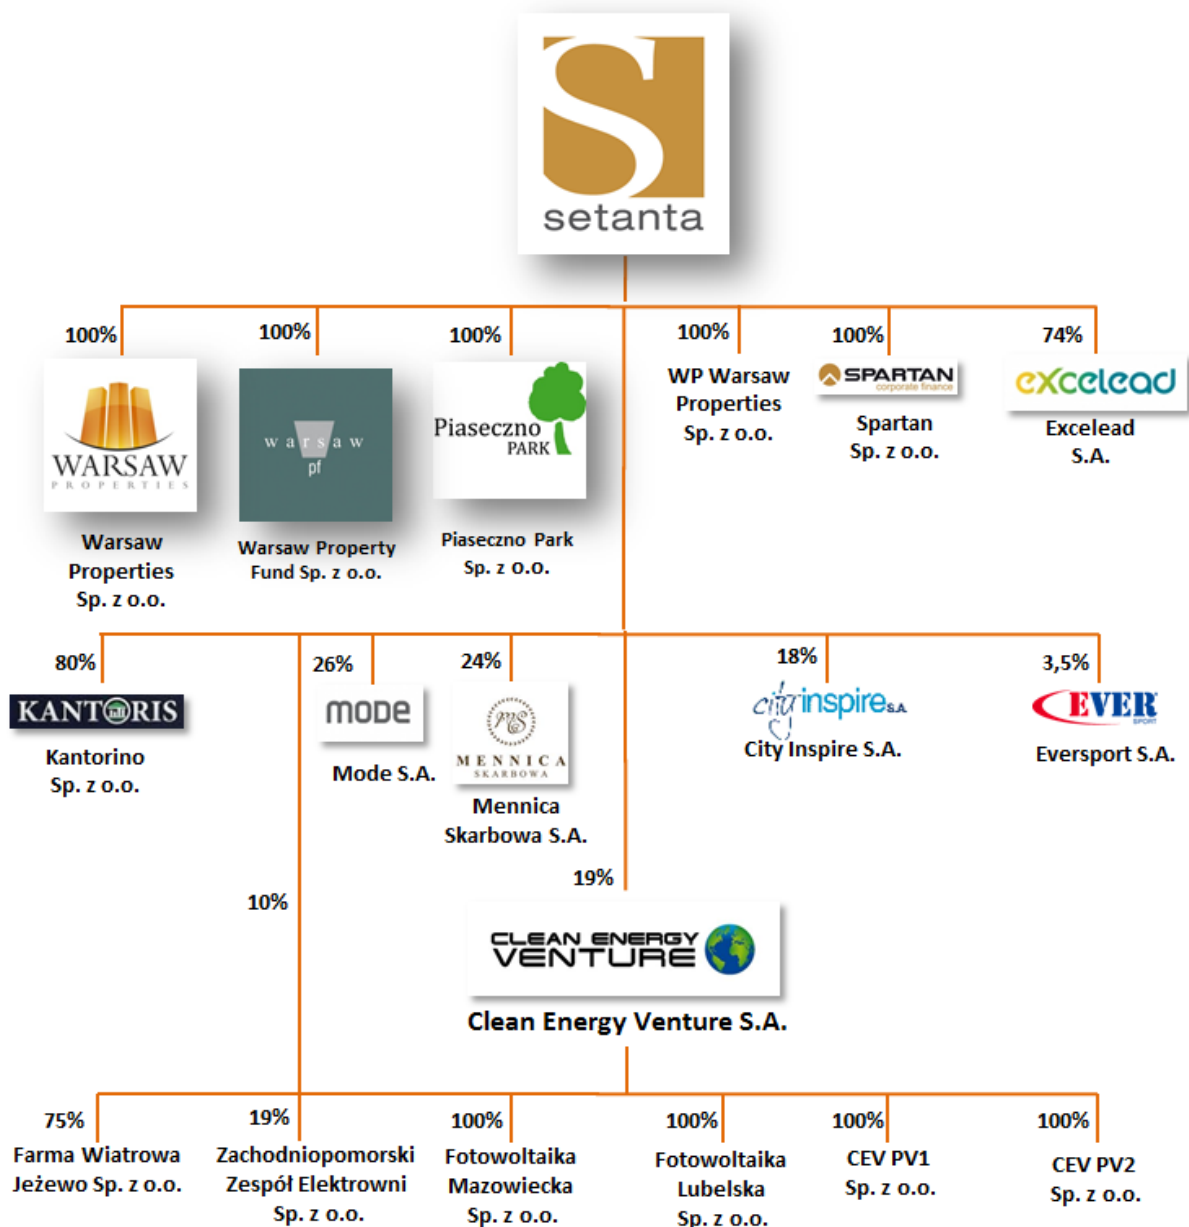 S
setanta
100%
100%
100%
100%
100%
74%
WARSAW
PROPERTIES
Warsaw
Properties
Sp. z o.o.
warsaw
pf
Warsaw Property
Fund Sp. z o.o.
Piaseczno
PARK
Piaseczno Park
Sp. z o.o.
WP Warsaw
Properties
Sp. z o.o.
SPARTAN
corporate finance
Spartan
Sp. z o.o.
excelead
Excelead
S.A.
80%
26%
24%
18%
3,5%
KANTORIS
Kantorino
Sp. z o.o.
mode
Mode S.A.
MS
MENNICA
SKARBOWA
Mennica
Skarbowa S.A.
city inspire S.A.
City Inspire S.A.
EVER
SPORT
Eversport S.A.
10%
19%
CLEAN ENERGY
VENTURE
Clean Energy Venture S.A.
75%
19%
100%
100%
100%
100%
Farma Wiatrowa
Jeżewo Sp. z o.o.
Zachodniopomorski
Zespół Elektrowni
Sp. z o.o.
Fotowoltaika
Mazowiecka
Sp. z o.o.
Fotowoltaika
Lubelska
Sp. z o.o.
CEV PV1
Sp. z o.o.
CEV PV2
Sp. z o.o.